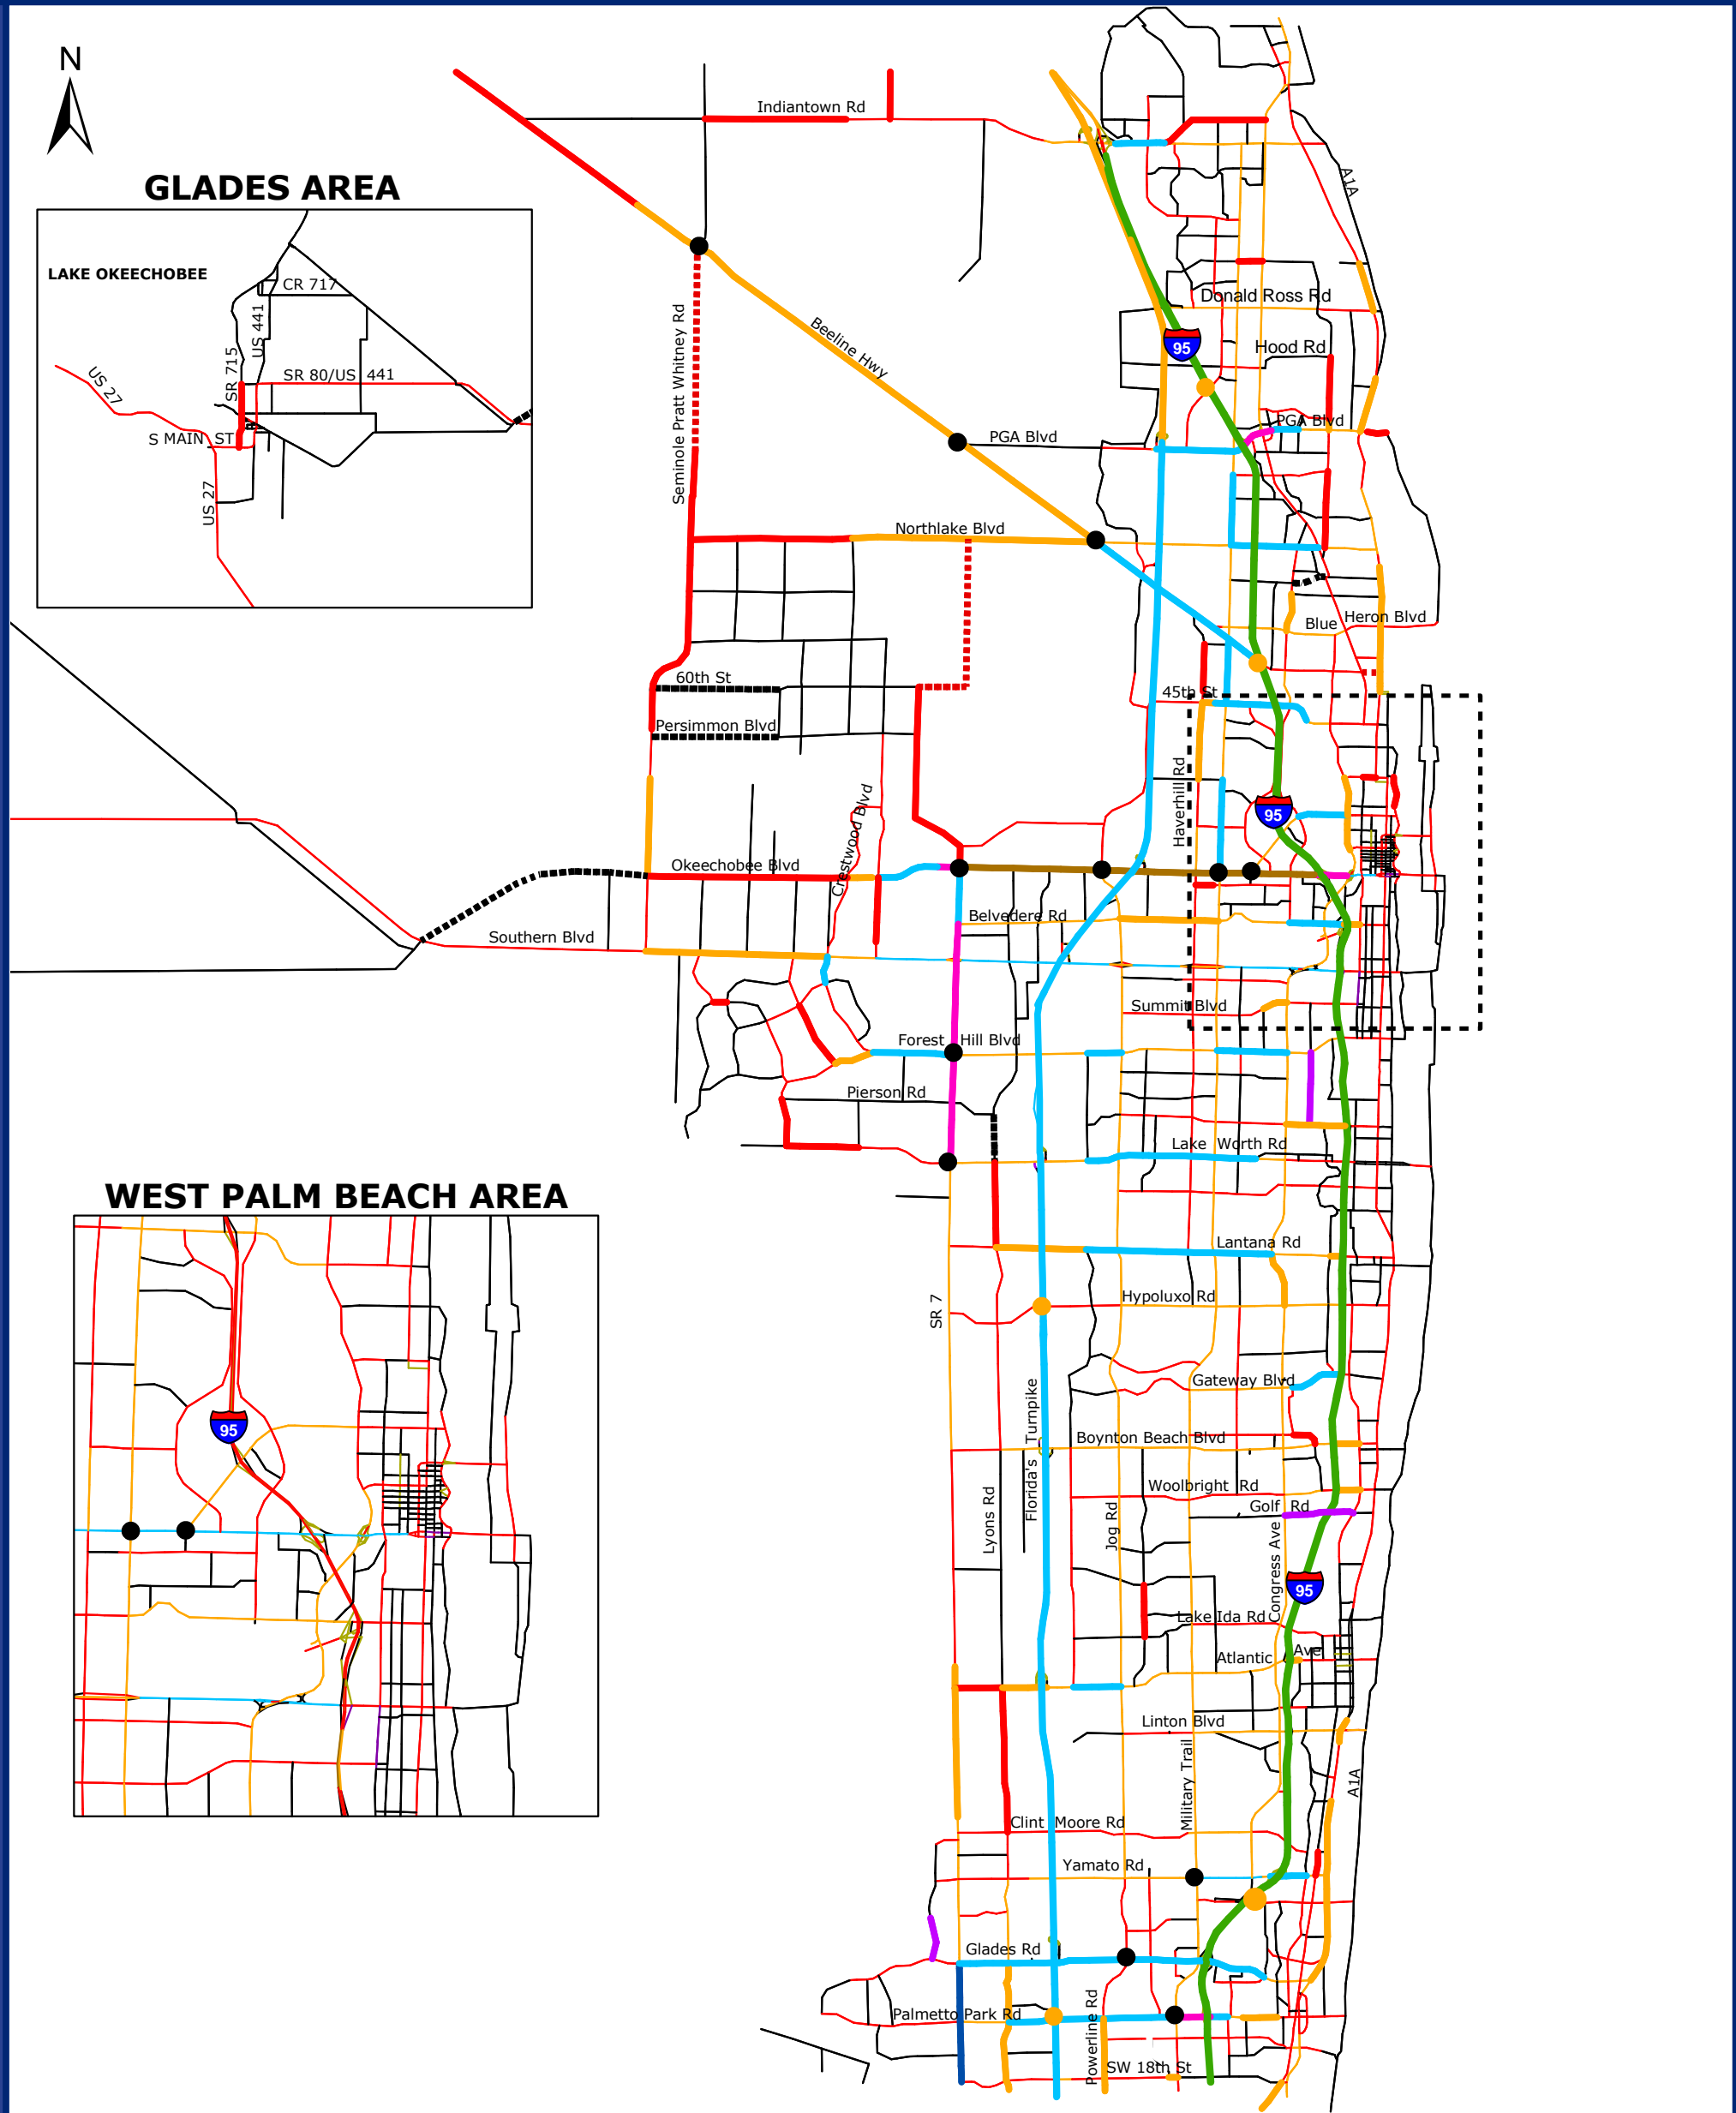 N
Indiantown Rd
A1A
GLADES AREA
LAKE OKEECHOBEE
CR 717
US 441
SR 715
US 27
SR 80/US 441
S MAIN ST
US 27
Donald Ross Rd
95
Hood Rd
Seminole Pratt Whitney Rd
Beeline Hwy
PGA Blvd
PGA Blvd
Northlake Blvd
Blue Heron Blvd
60th St
45th St
Persimmon Blvd
Haverhill Rd
Crestwood Blvd
95
Okeechobee Blvd
Belvedere Rd
Southern Blvd
Summit Blvd
Forest Hill Blvd
Pierson Rd
Lake Worth Rd
WEST PALM BEACH AREA
95
Lantana Rd
SR 7
Hypoluxo Rd
Gateway Blvd
Florida's Turnpike
Boynton Beach Blvd
Woolbright Rd
Lyons Rd
Jog Rd
Golf Rd
Congress Ave
95
Lake Ida Rd
Atlantic Ave
Linton Blvd
Military Trail
A1A
Clint Moore Rd
Yamato Rd
Glades Rd
Palmetto Park Rd
Powerline Rd
SW 18th St